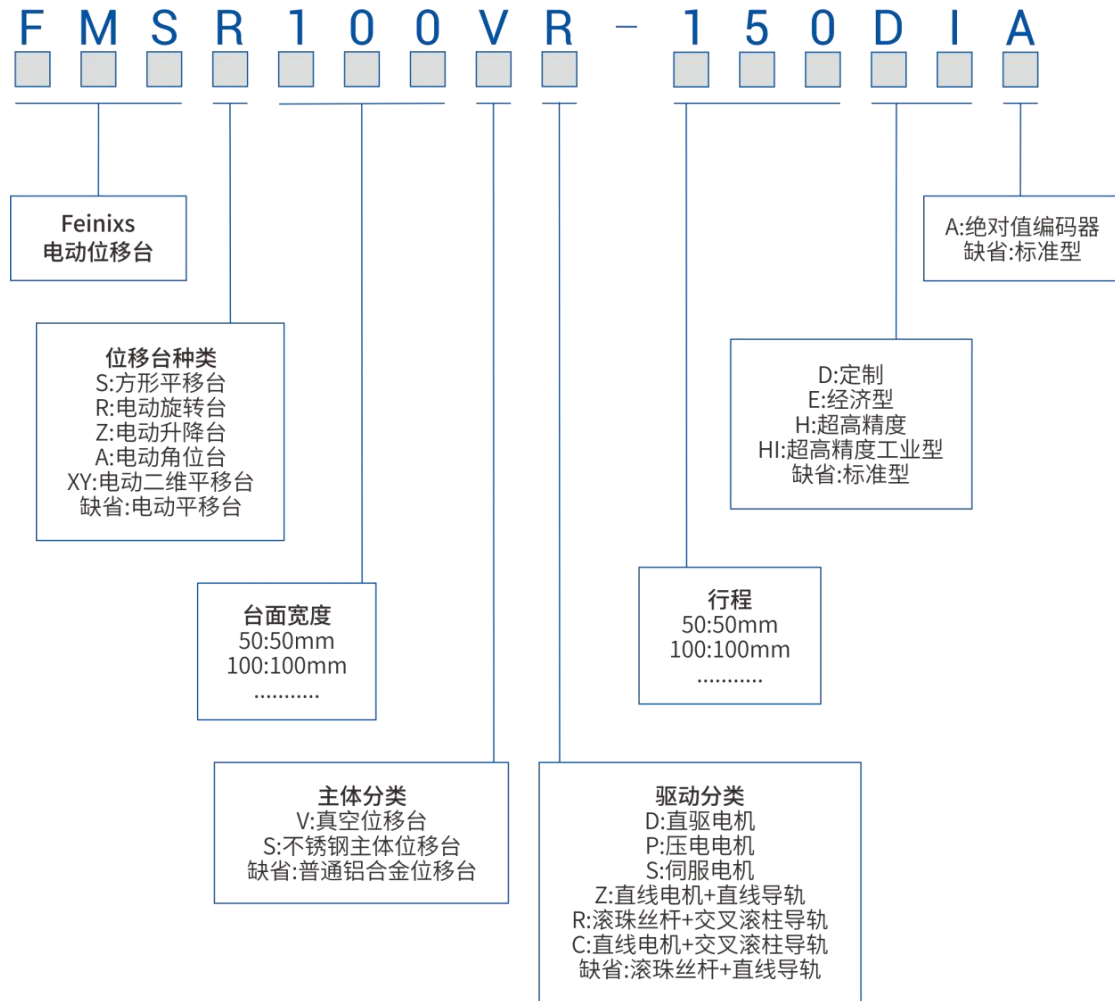 FMSR100VR-150DIA
Feinixs
电动位移台
A:绝对值编码器
缺省:标准型
位移台种类
S:方形平移台
R:电动旋转台
Z:电动升降台
A:电动角位台
XY:电动二维平移台
缺省:电动平移台
D:定制
E:经济型
H:超高精度
HI:超高精度工业型
缺省:标准型
台面宽度
50:50mm
100:100mm
...........
行程
50:50mm
100:100mm
...........
主体分类
V:真空位移台
S:不锈钢主体位移台
缺省:普通铝合金位移台
驱动分类
D:直驱电机
P:压电电机
S:伺服电机
Z:直线电机+直线导轨
R:滚珠丝杆+交叉滚柱导轨
C:直线电机+交叉滚柱导轨
缺省:滚珠丝杆+直线导轨